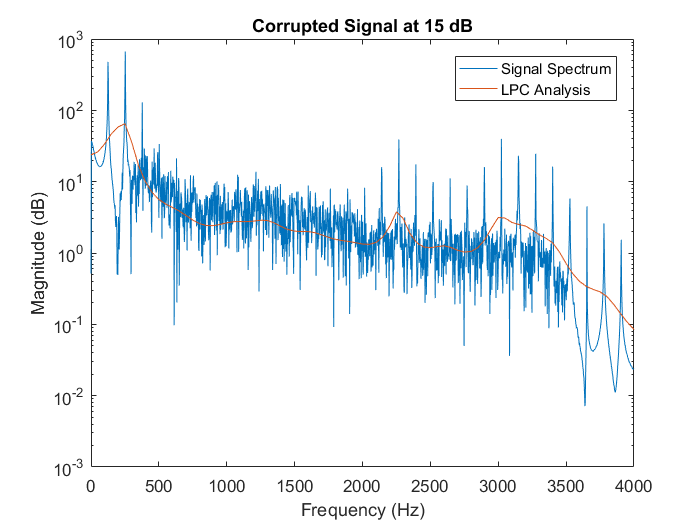 Corrupted Signal at 15 dB
Signal Spectrum
LPC Analysis
Magnitude (dB)
10^3
10^2
10^1
10^0
10^-1
10^-2
10^-3
0 500 1000 1500 2000 2500 3000 3500 4000
Frequency (Hz)